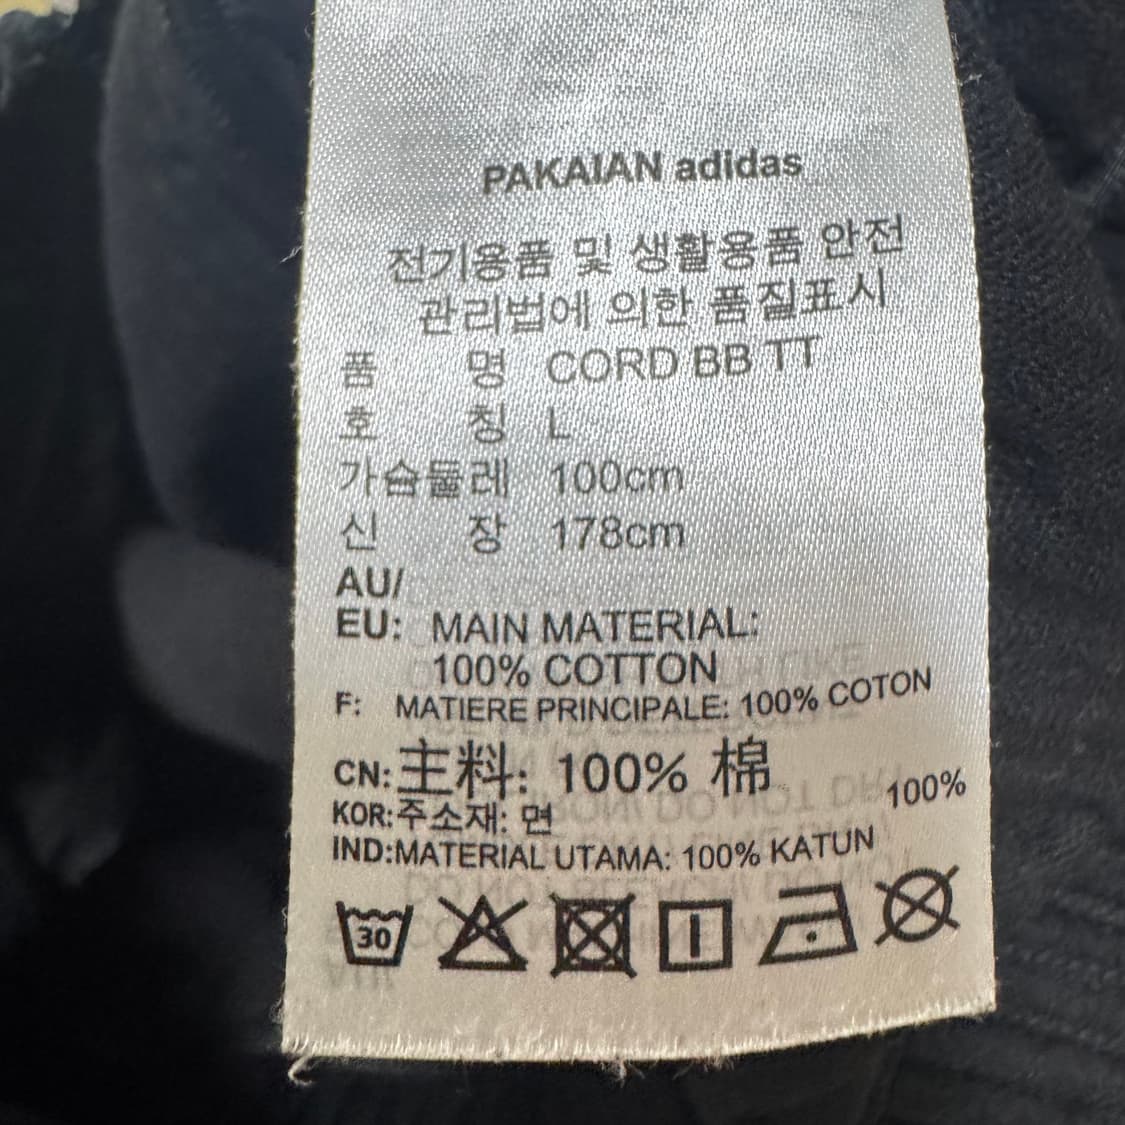 PAKAIAN adidas
전기용품 및 생활용품 안전
관리법에 의한 품질표시
품 명 CORD BB TT
호 칭 L
가슴둘레 100cm
신 장 178cm
AU/
EU: MAIN MATERIAL:
100% COTTON
F: MATIERE PRINCIPALE: 100% COTON
CN:主料: 100% 棉
KOR:주소재: 면 100%
IND:MATERIAL UTAMA: 100% KATUN
30